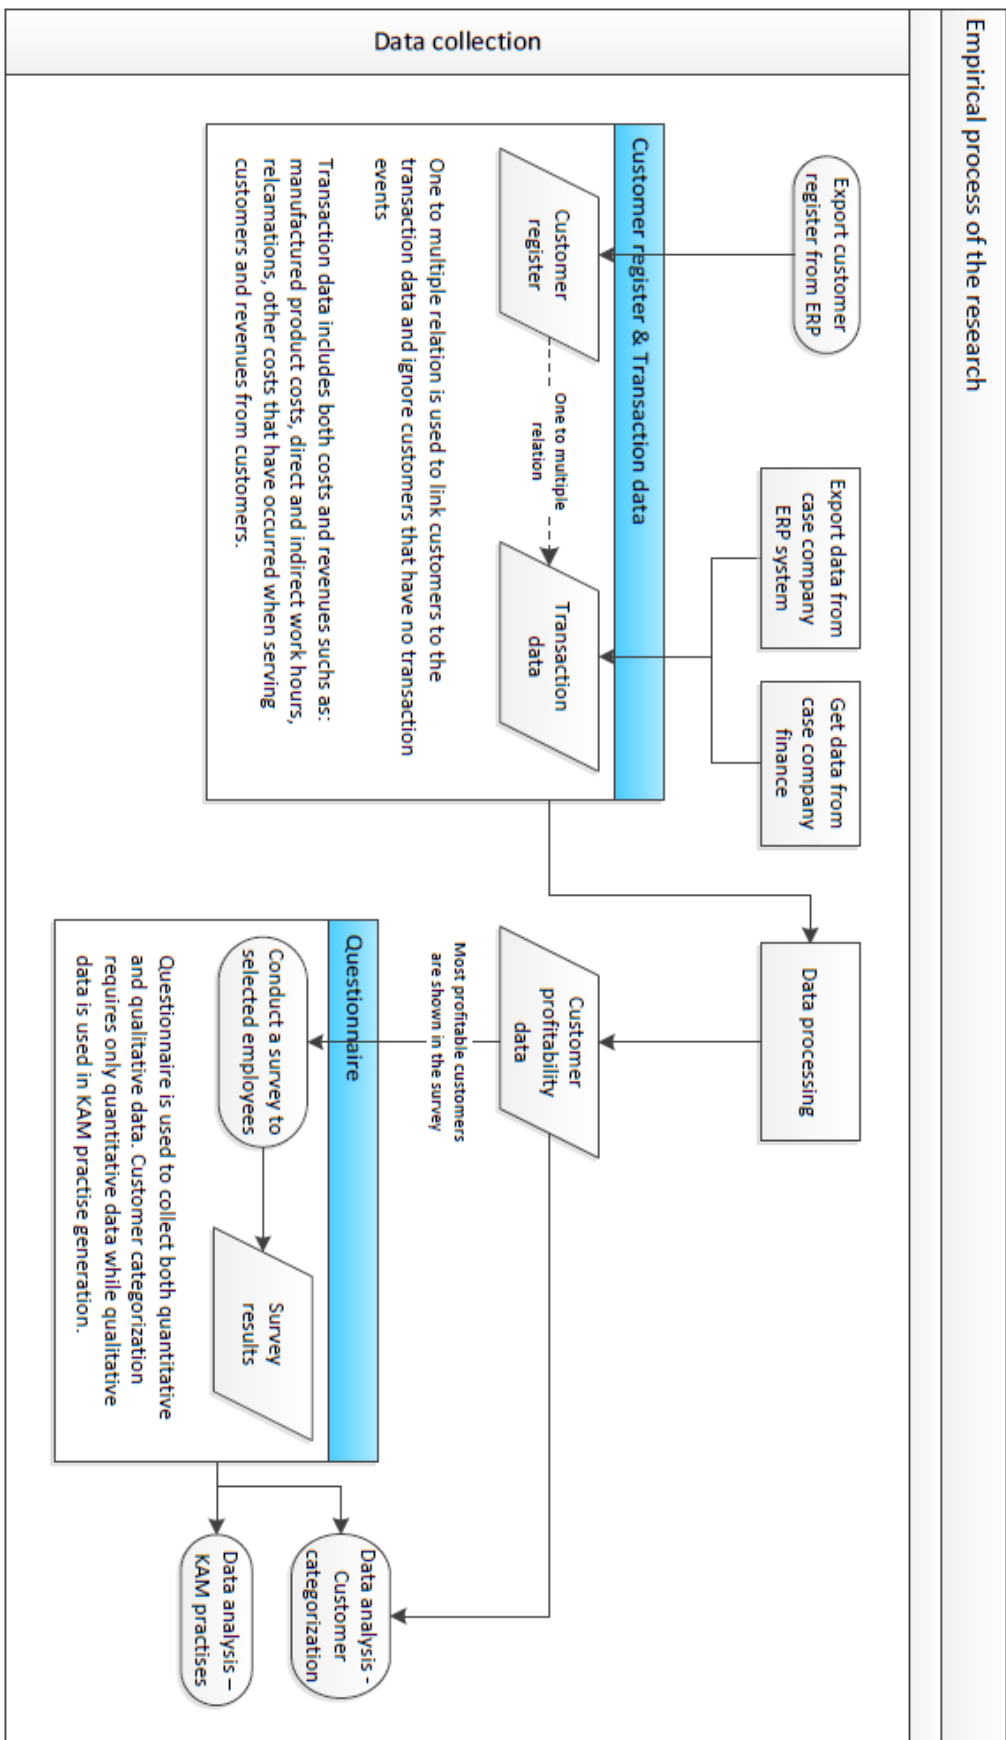 Empirical process of the research
Data collection
Export customer
register from ERP
Export data from
case company
ERP system
Get data from
case company
finance
Data processing
Customer register & Transaction data
Customer
register
One to multiple
relation
Transaction
data
One to multiple relation is used to link customers to the
transaction data and ignore customers that have no transaction
events
Transaction data includes both costs and revenues suchs as:
manufactured product costs, direct and indirect work hours,
relcamations, other costs that have occurred when serving
customers and revenues from customers.
Customer
profitability
data
Most profitable customers
are shown in the survey
Questionnaire
Conduct a survey to
selected employees
Survey
results
Questionnaire is used to collect both quantitative
and qualitative data. Customer categorization
requires only quantitative data while qualitative
data is used in KAM practise generation.
Data analysis -
Customer
categorization
Data analysis –
KAM practises